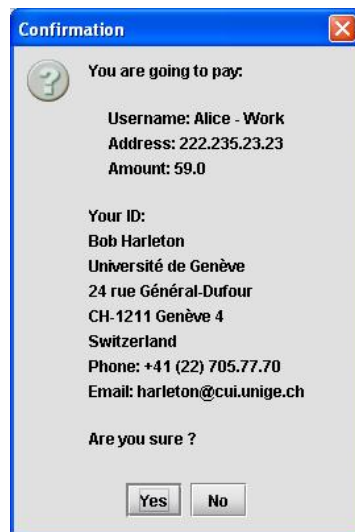 Confirmation
You are going to pay:
Username: Alice - Work
Address: 222.235.23.23
Amount: 59.0
Your ID:
Bob Harleton
Université de Genève
24 rue Général-Dufour
CH-1211 Genève 4
Switzerland
Phone: +41 (22) 705.77.70
Email: harleton@cui.unige.ch
Are you sure ?
Yes No